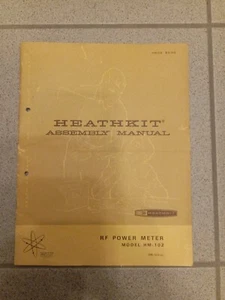 HEATHKIT®
ASSEMBLY MANUAL
RF POWER METER
MODEL HM-102